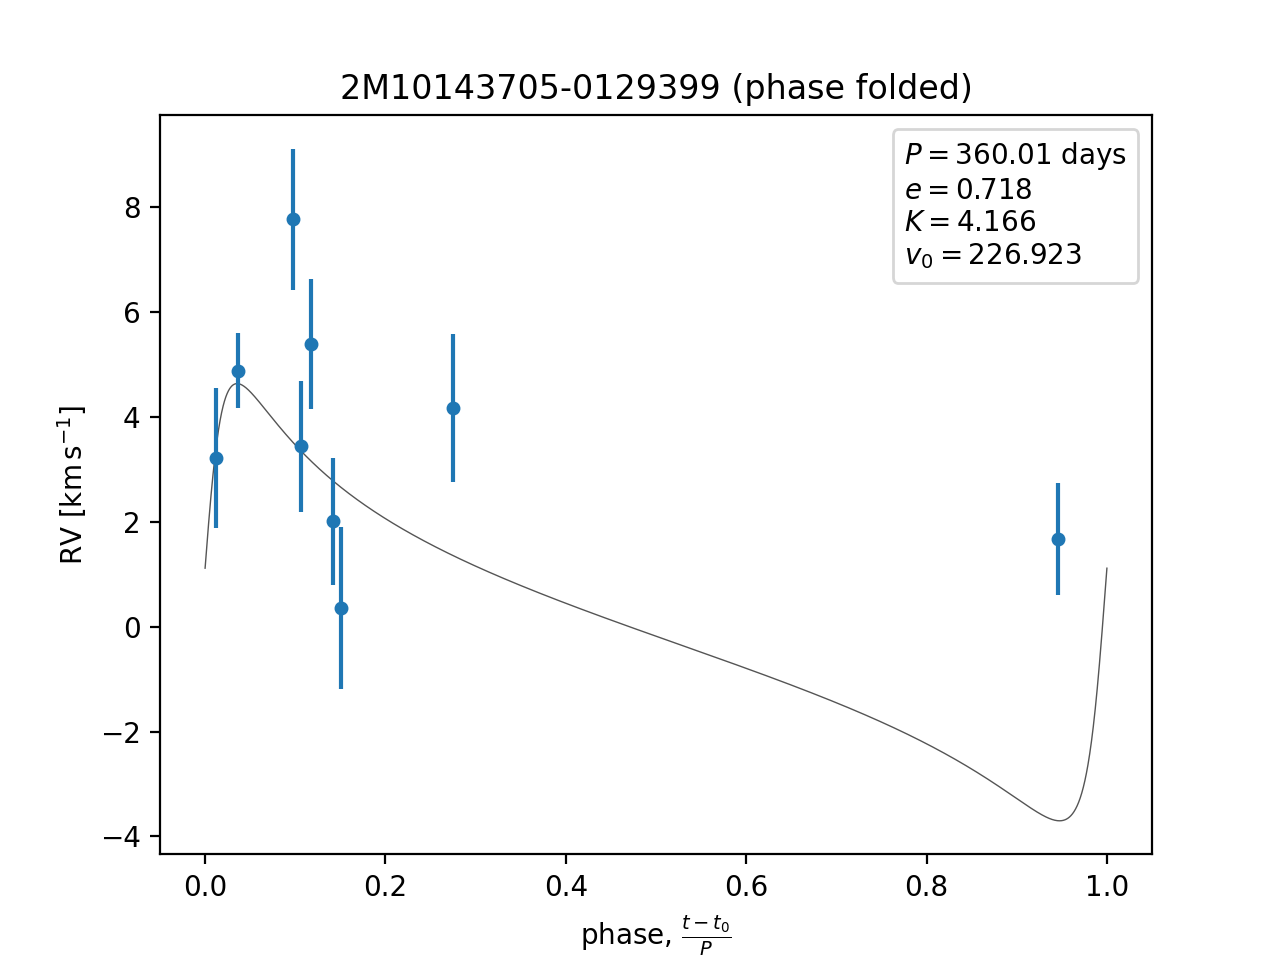 2M10143705-0129399 (phase folded)
P = 360.01 days
e = 0.718
K = 4.166
v₀ = 226.923
RV [km s⁻¹]
8
6
4
2
0
−2
−4
0.0 0.2 0.4 0.6 0.8 1.0
phase, (t − t₀)/P